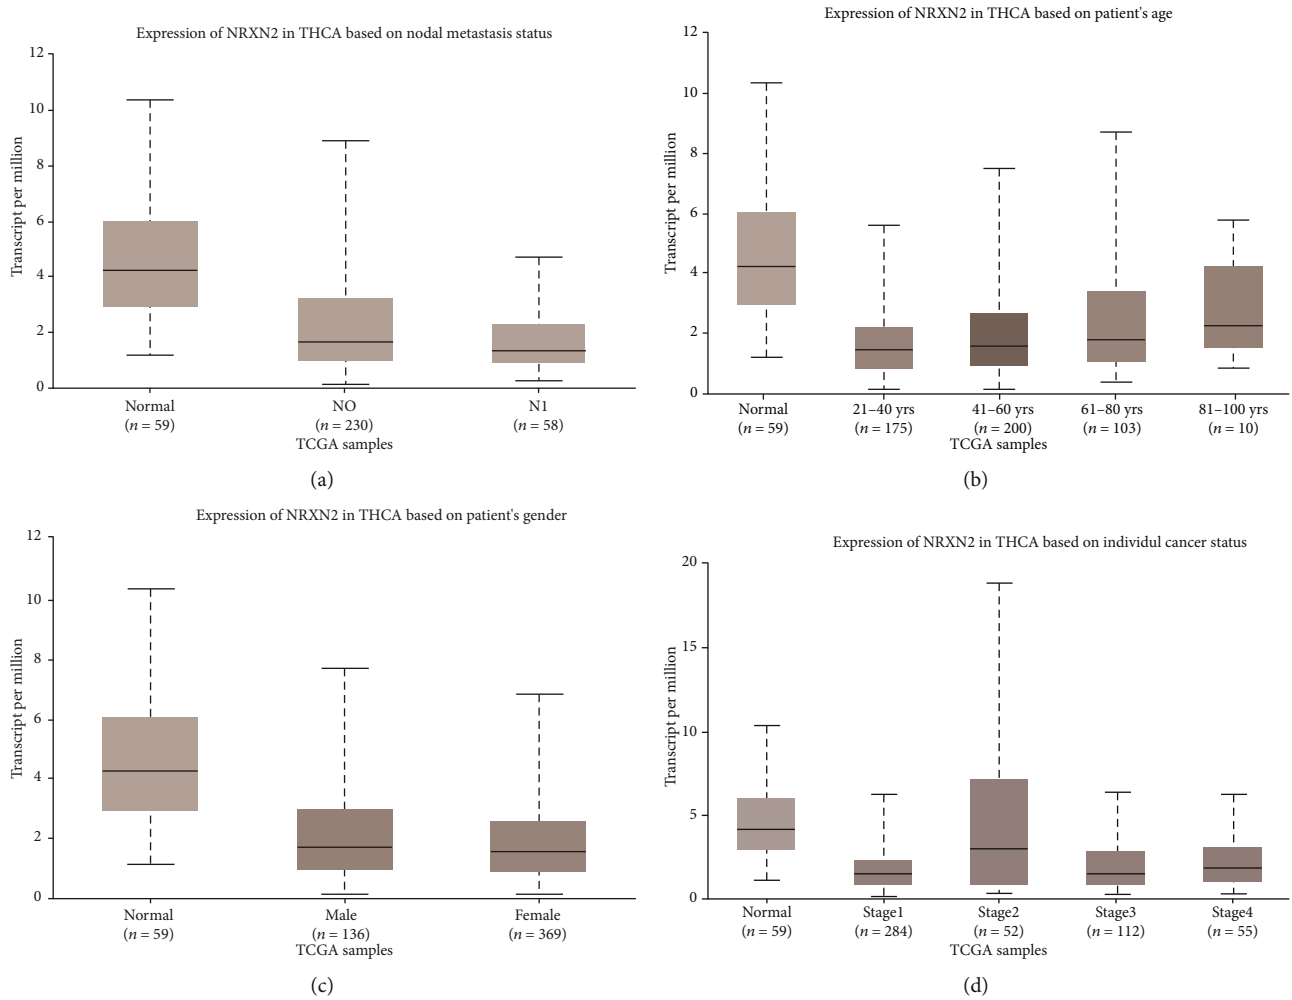 Expression of NRXN2 in THCA based on nodal metastasis status
Transcript per million
12
10
8
6
4
2
0
Normal
(n = 59)
NO
(n = 230)
N1
(n = 58)
TCGA samples
(a)
Expression of NRXN2 in THCA based on patient's age
Transcript per million
12
10
8
6
4
2
0
Normal
(n = 59)
21–40 yrs
(n = 175)
41–60 yrs
(n = 200)
61–80 yrs
(n = 103)
81–100 yrs
(n = 10)
TCGA samples
(b)
Expression of NRXN2 in THCA based on patient's gender
Transcript per million
12
10
8
6
4
2
0
Normal
(n = 59)
Male
(n = 136)
Female
(n = 369)
TCGA samples
(c)
Expression of NRXN2 in THCA based on individul cancer status
Transcript per million
20
15
10
5
0
Normal
(n = 59)
Stage1
(n = 284)
Stage2
(n = 52)
Stage3
(n = 112)
Stage4
(n = 55)
TCGA samples
(d)